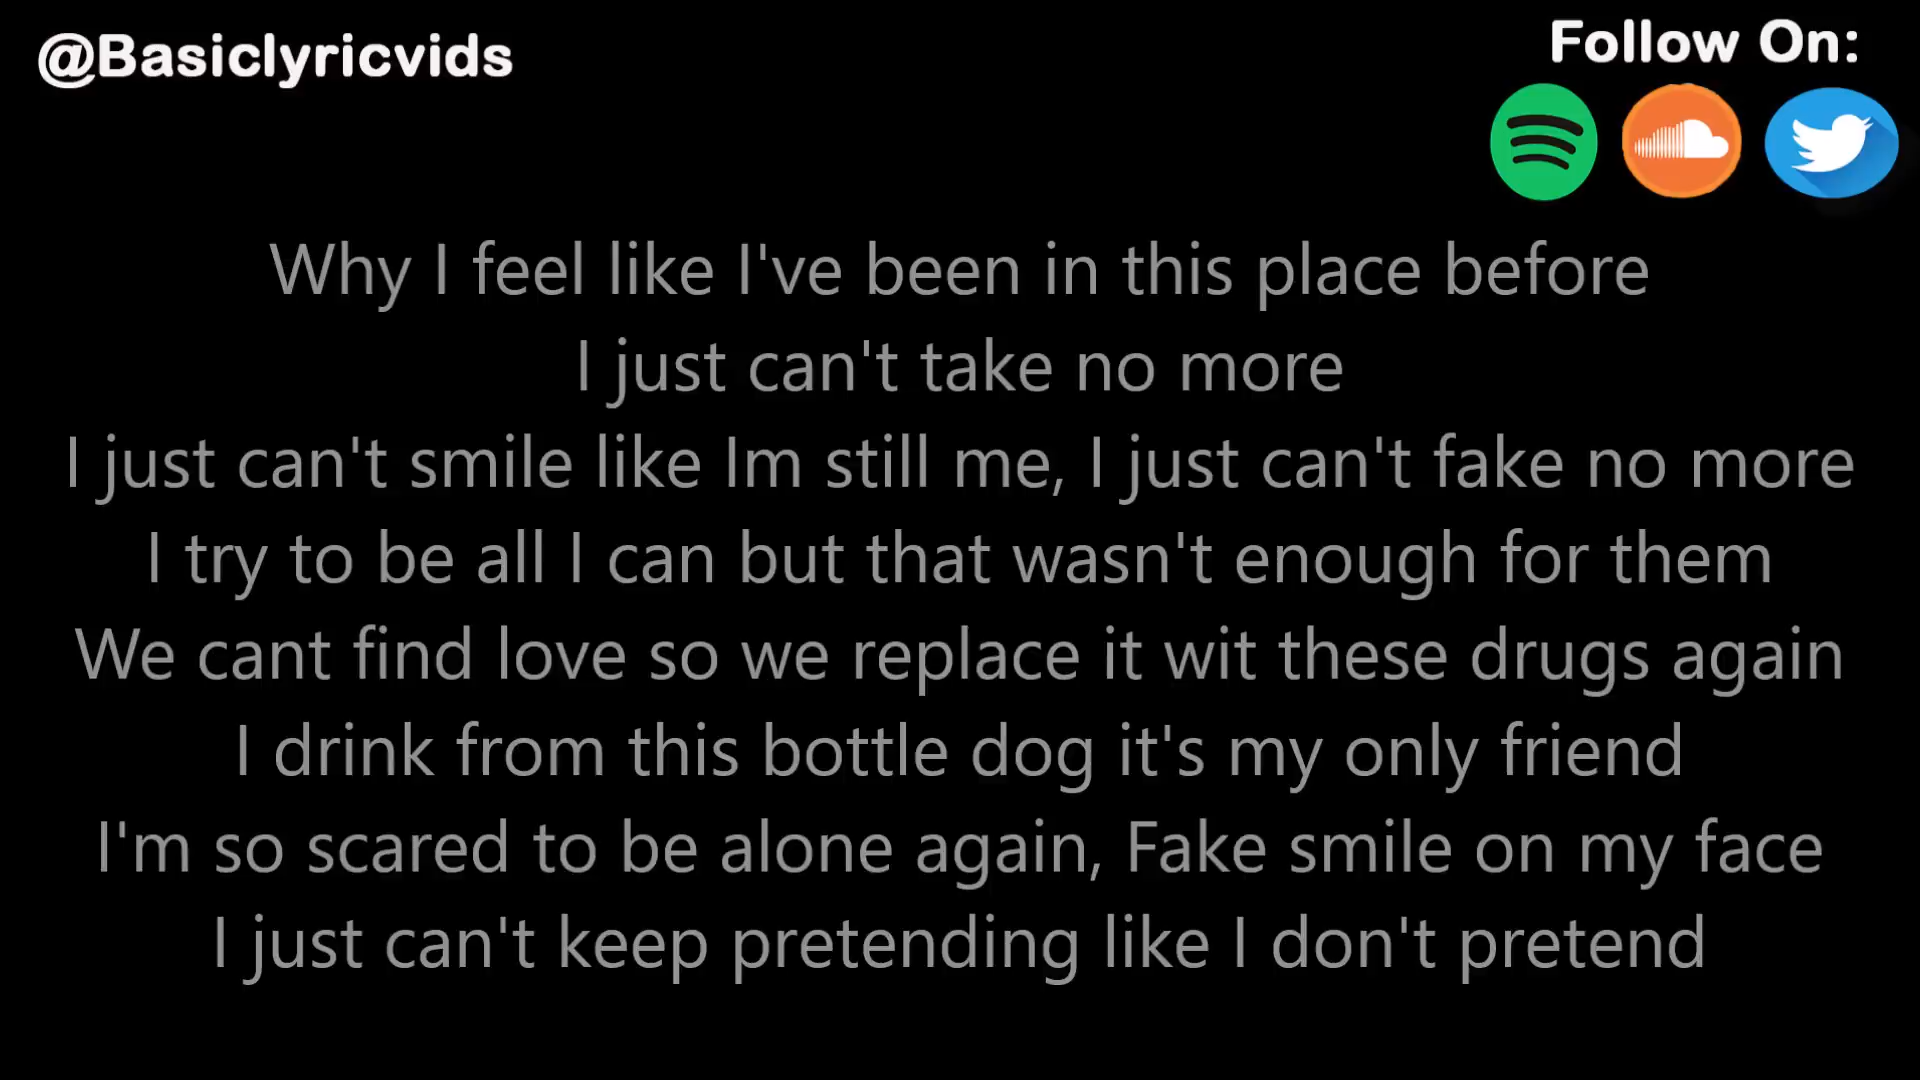 @Basiclyricvids
Follow On:
Why I feel like I've been in this place before
I just can't take no more
I just can't smile like Im still me, I just can't fake no more
I try to be all I can but that wasn't enough for them
We cant find love so we replace it wit these drugs again
I drink from this bottle dog it's my only friend
I'm so scared to be alone again, Fake smile on my face
I just can't keep pretending like I don't pretend